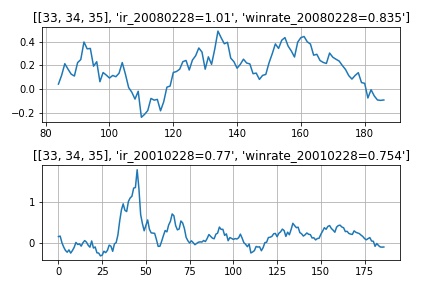 [[33, 34, 35], 'ir_20080228=1.01', 'winrate_20080228=0.835']
0.4
0.2
0.0
−0.2
80 100 120 140 160 180
[[33, 34, 35], 'ir_20010228=0.77', 'winrate_20010228=0.754']
1
0
0 25 50 75 100 125 150 175